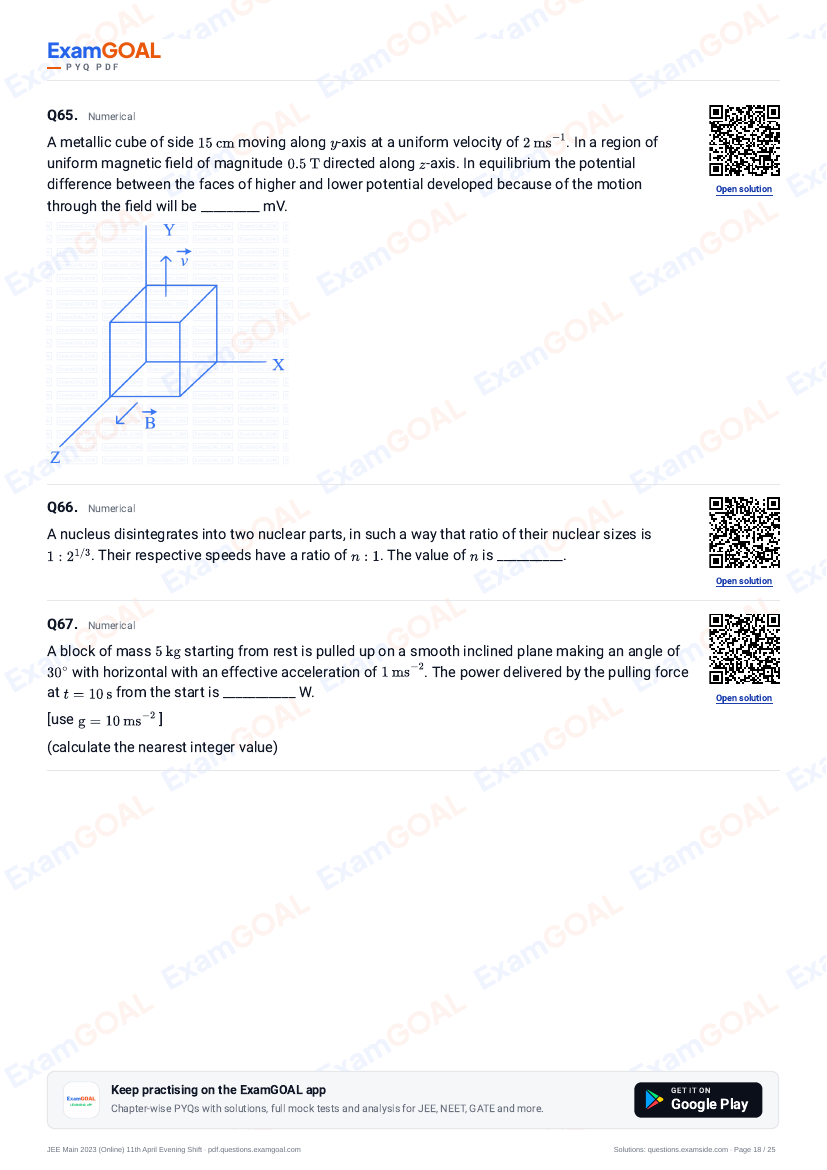 ExamGOAL
PYQ PDF
Q65. Numerical
A metallic cube of side 15 cm moving along y-axis at a uniform velocity of 2 ms⁻¹. In a region of
uniform magnetic field of magnitude 0.5 T directed along z-axis. In equilibrium the potential
difference between the faces of higher and lower potential developed because of the motion
through the field will be _________ mV.
Open solution
Y
v
X
B
Z
Q66. Numerical
A nucleus disintegrates into two nuclear parts, in such a way that ratio of their nuclear sizes is
1 : 2^{1/3}. Their respective speeds have a ratio of n : 1. The value of n is __________.
Open solution
Q67. Numerical
A block of mass 5 kg starting from rest is pulled up on a smooth inclined plane making an angle of
30° with horizontal with an effective acceleration of 1 ms⁻². The power delivered by the pulling force
at t = 10 s from the start is ___________ W.
[use g = 10 ms⁻² ]
(calculate the nearest integer value)
Open solution
Keep practising on the ExamGOAL app
Chapter-wise PYQs with solutions, full mock tests and analysis for JEE, NEET, GATE and more.
GET IT ON
Google Play
JEE Main 2023 (Online) 11th April Evening Shift · pdf.questions.examgoal.com
Solutions: questions.examside.com · Page 18 / 25